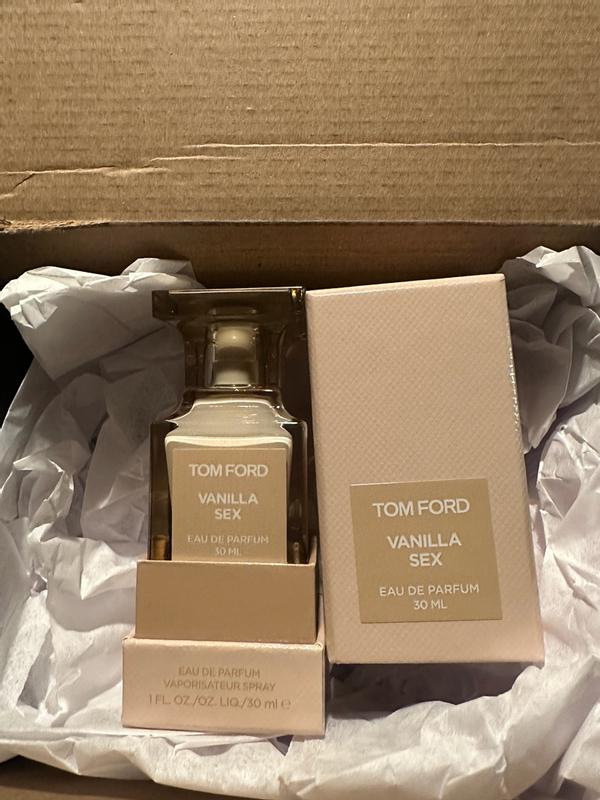 TOM FORD
VANILLA
SEX
EAU DE PARFUM
30 ML
EAU DE PARFUM
VAPORISATEUR SPRAY
1 FL. OZ./OZ. LIQ./30 ml ℮
TOM FORD
VANILLA
SEX
EAU DE PARFUM
30 ML